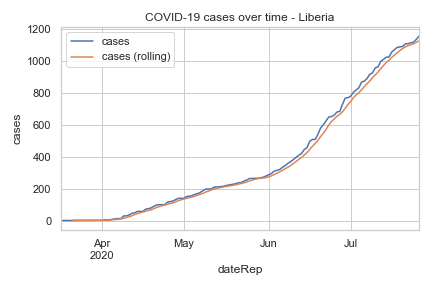 COVID-19 cases over time - Liberia
cases
cases (rolling)
1200
1000
800
600
400
200
0
cases
Apr
2020
May
Jun
Jul
dateRep